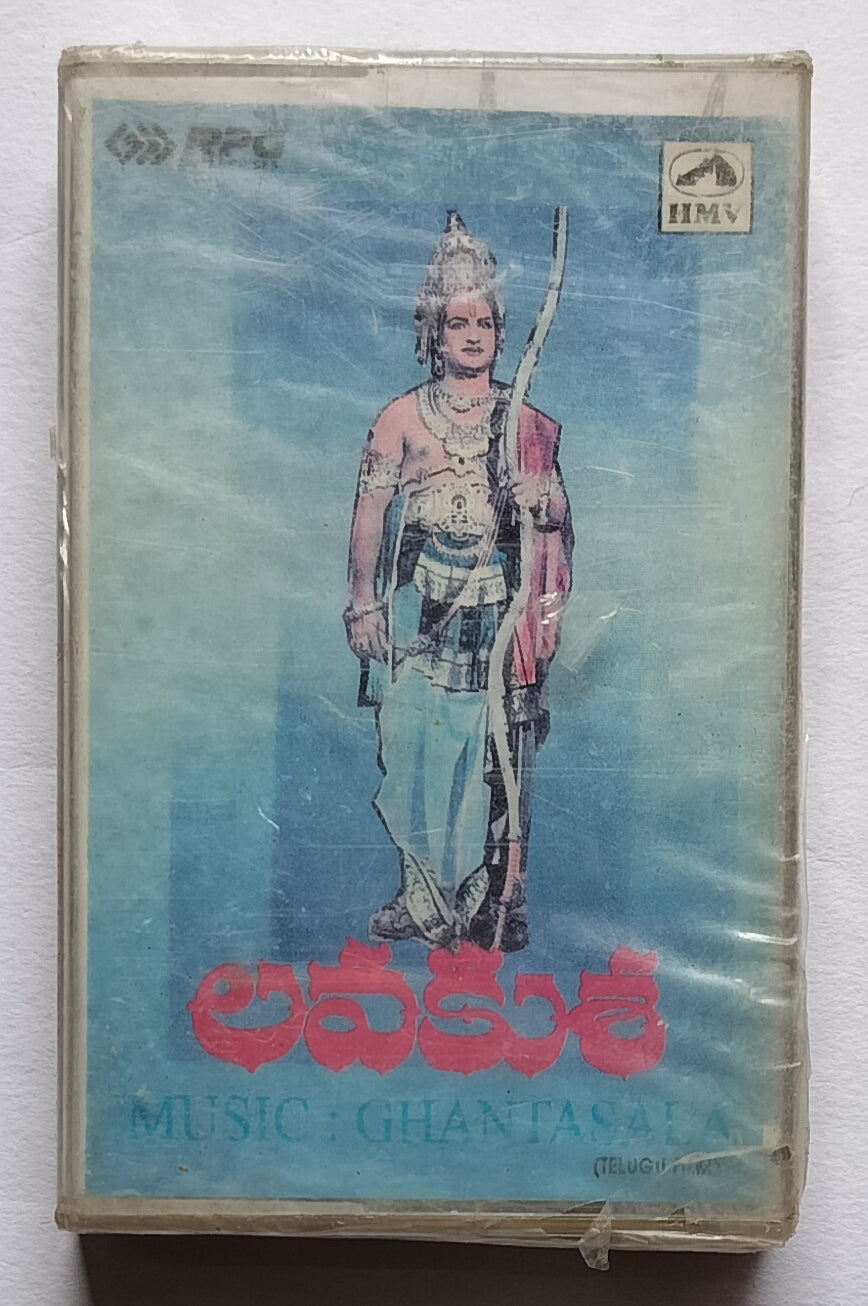 RPG
HMV
లవకుశ
MUSIC : GHANTASALA
(TELUGU FILM)